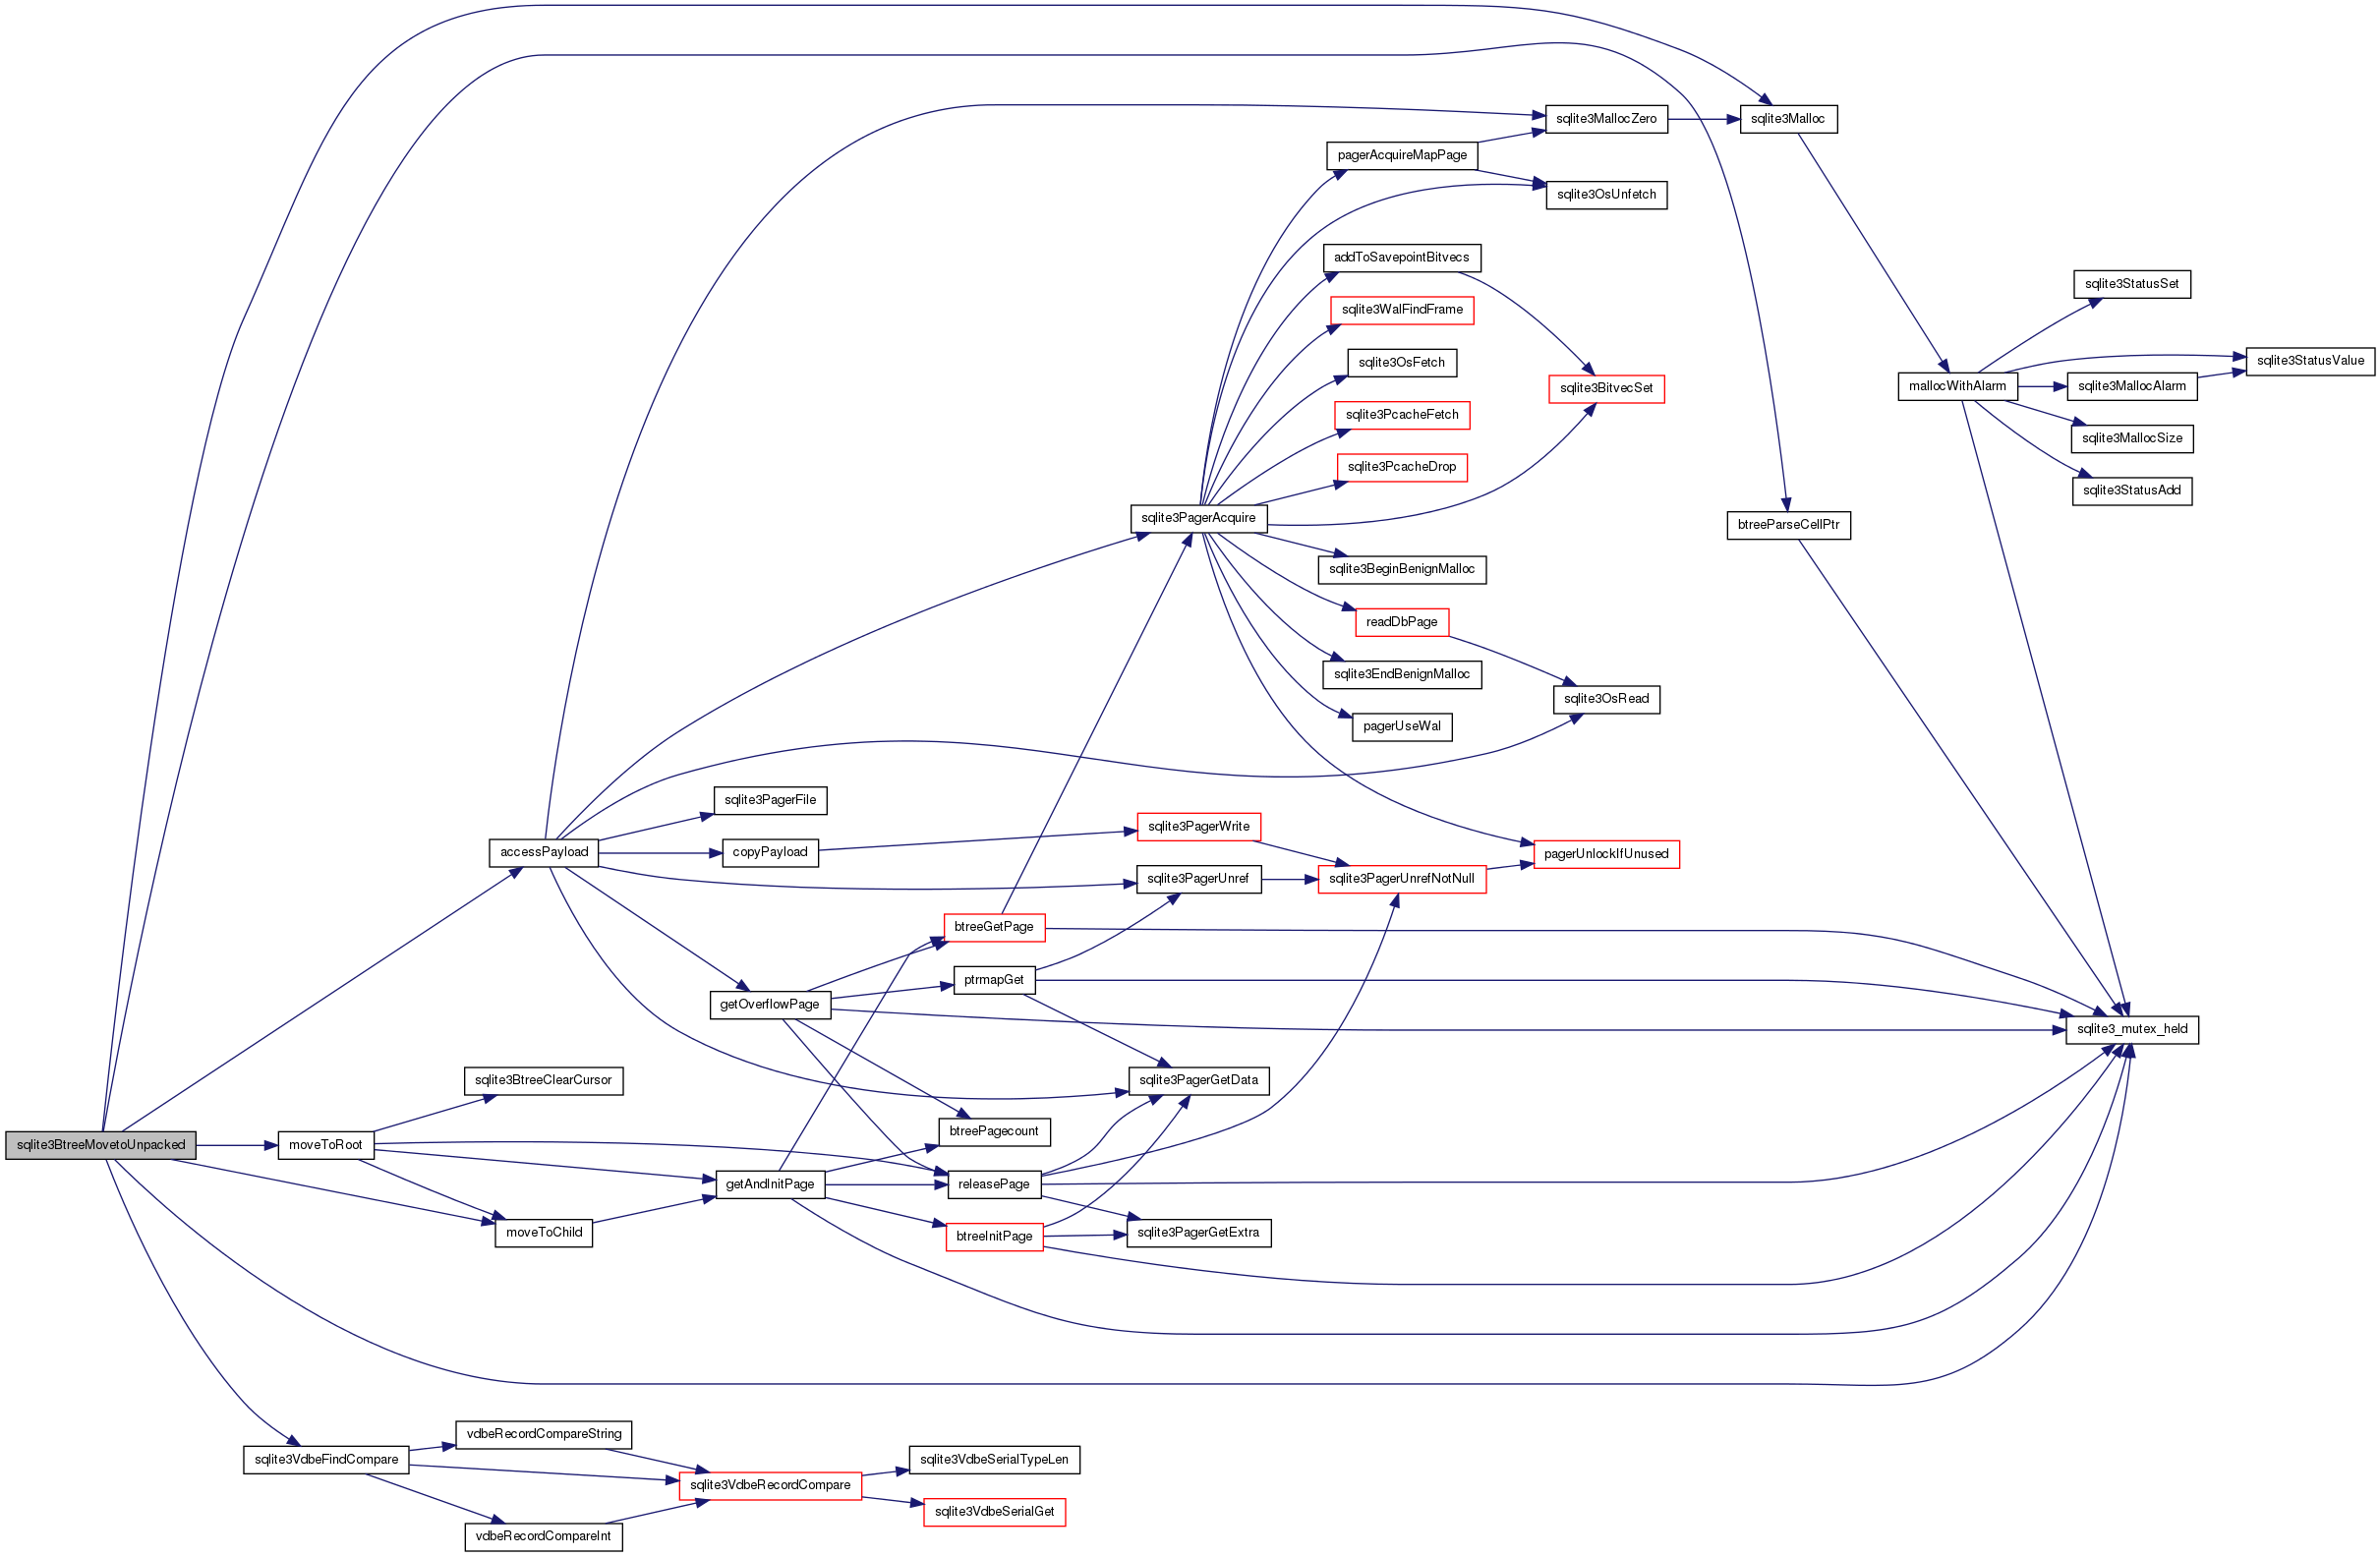 sqlite3MallocZero
sqlite3Malloc
pagerAcquireMapPage
sqlite3OsUnfetch
addToSavepointBitvecs
sqlite3StatusSet
sqlite3WalFindFrame
sqlite3OsFetch
sqlite3StatusValue
sqlite3BitvecSet
mallocWithAlarm
sqlite3MallocAlarm
sqlite3PcacheFetch
sqlite3MallocSize
sqlite3PcacheDrop
sqlite3StatusAdd
sqlite3PagerAcquire
btreeParseCellPtr
sqlite3BeginBenignMalloc
readDbPage
sqlite3EndBenignMalloc
sqlite3OsRead
pagerUseWal
sqlite3PagerFile
sqlite3PagerWrite
accessPayload
copyPayload
pagerUnlockIfUnused
sqlite3PagerUnref
sqlite3PagerUnrefNotNull
btreeGetPage
ptrmapGet
getOverflowPage
sqlite3_mutex_held
sqlite3BtreeClearCursor
sqlite3PagerGetData
btreePagecount
sqlite3BtreeMovetoUnpacked
moveToRoot
getAndInitPage
releasePage
moveToChild
btreeInitPage
sqlite3PagerGetExtra
vdbeRecordCompareString
sqlite3VdbeFindCompare
sqlite3VdbeSerialTypeLen
sqlite3VdbeRecordCompare
sqlite3VdbeSerialGet
vdbeRecordCompareInt